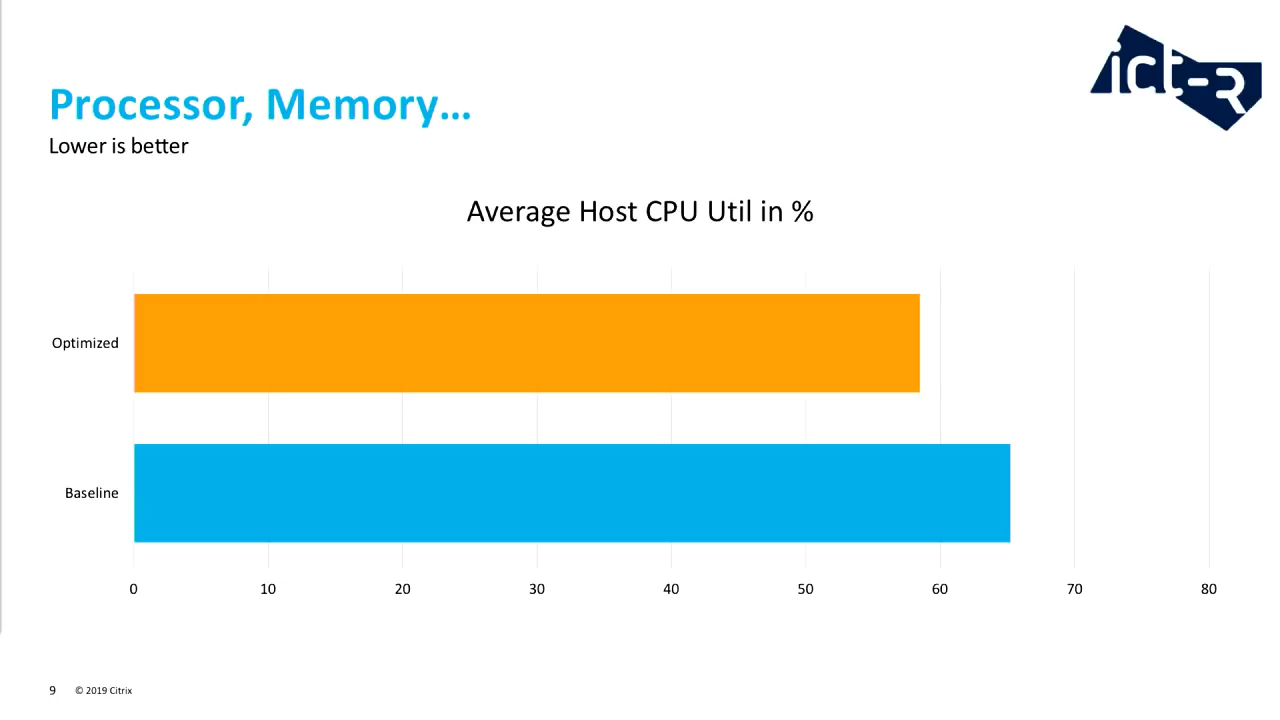 ict-R
Processor, Memory…
Lower is better
Average Host CPU Util in %
Optimized
Baseline
0 10 20 30 40 50 60 70 80
9 © 2019 Citrix